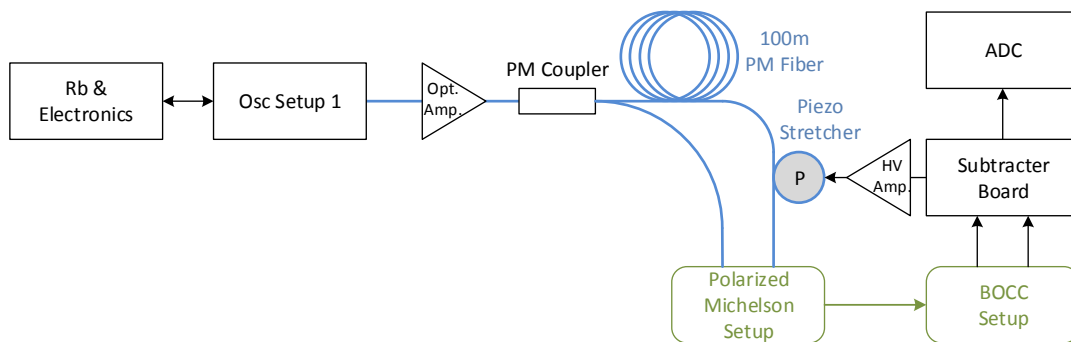 Rb &
Electronics
Osc Setup 1
Opt.
Amp.
PM Coupler
100m
PM Fiber
Piezo
Stretcher
P
HV
Amp.
ADC
Subtracter
Board
Polarized
Michelson
Setup
BOCC
Setup